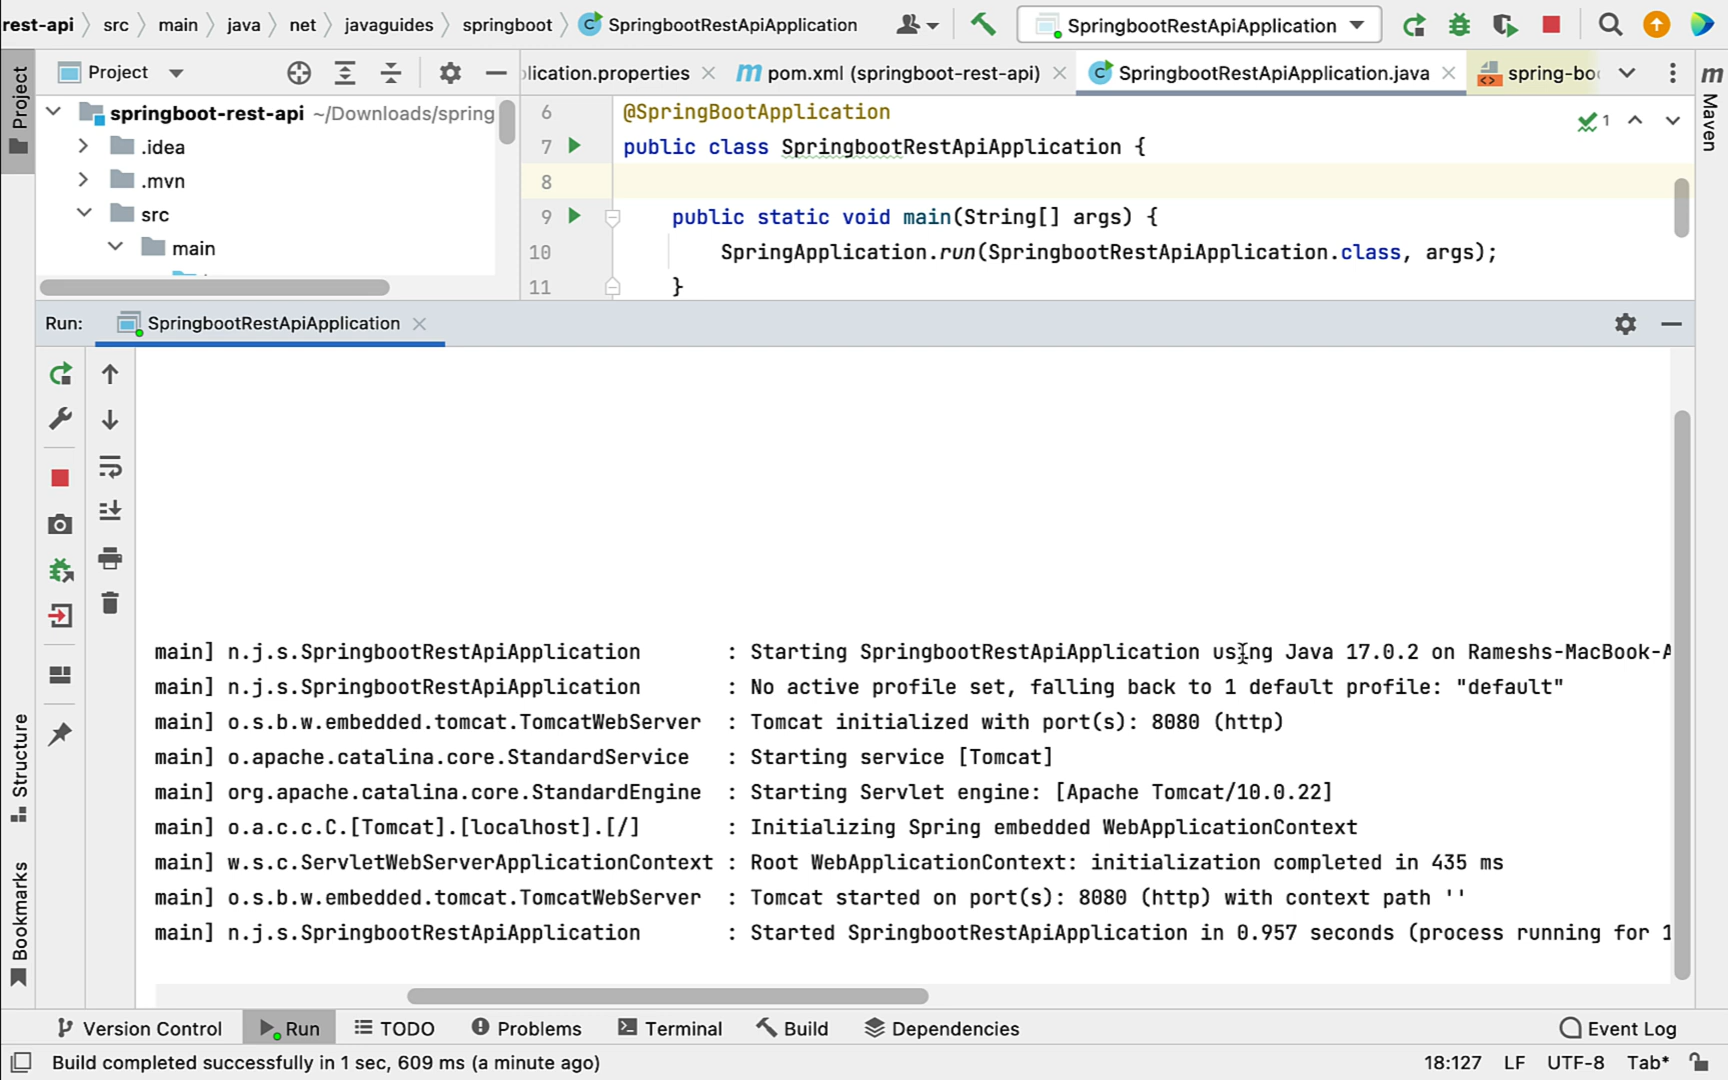 rest-api src main java net javaguides springboot SpringbootRestApiApplication SpringbootRestApiApplication
Project lication.properties pom.xml (springboot-rest-api) SpringbootRestApiApplication.java spring-bo
springboot-rest-api ~/Downloads/spring
.idea
.mvn
src
main
6 @SpringBootApplication
7 public class SpringbootRestApiApplication {
8
9 public static void main(String[] args) {
10 SpringApplication.run(SpringbootRestApiApplication.class, args);
11 }
1
Project
Maven
Run: SpringbootRestApiApplication
main] n.j.s.SpringbootRestApiApplication : Starting SpringbootRestApiApplication using Java 17.0.2 on Rameshs-MacBook-A
main] n.j.s.SpringbootRestApiApplication : No active profile set, falling back to 1 default profile: "default"
main] o.s.b.w.embedded.tomcat.TomcatWebServer : Tomcat initialized with port(s): 8080 (http)
main] o.apache.catalina.core.StandardService : Starting service [Tomcat]
main] org.apache.catalina.core.StandardEngine : Starting Servlet engine: [Apache Tomcat/10.0.22]
main] o.a.c.c.C.[Tomcat].[localhost].[/] : Initializing Spring embedded WebApplicationContext
main] w.s.c.ServletWebServerApplicationContext : Root WebApplicationContext: initialization completed in 435 ms
main] o.s.b.w.embedded.tomcat.TomcatWebServer : Tomcat started on port(s): 8080 (http) with context path ''
main] n.j.s.SpringbootRestApiApplication : Started SpringbootRestApiApplication in 0.957 seconds (process running for 1
Structure
Bookmarks
Version Control Run TODO Problems Terminal Build Dependencies Event Log
Build completed successfully in 1 sec, 609 ms (a minute ago) 18:127 LF UTF-8 Tab*